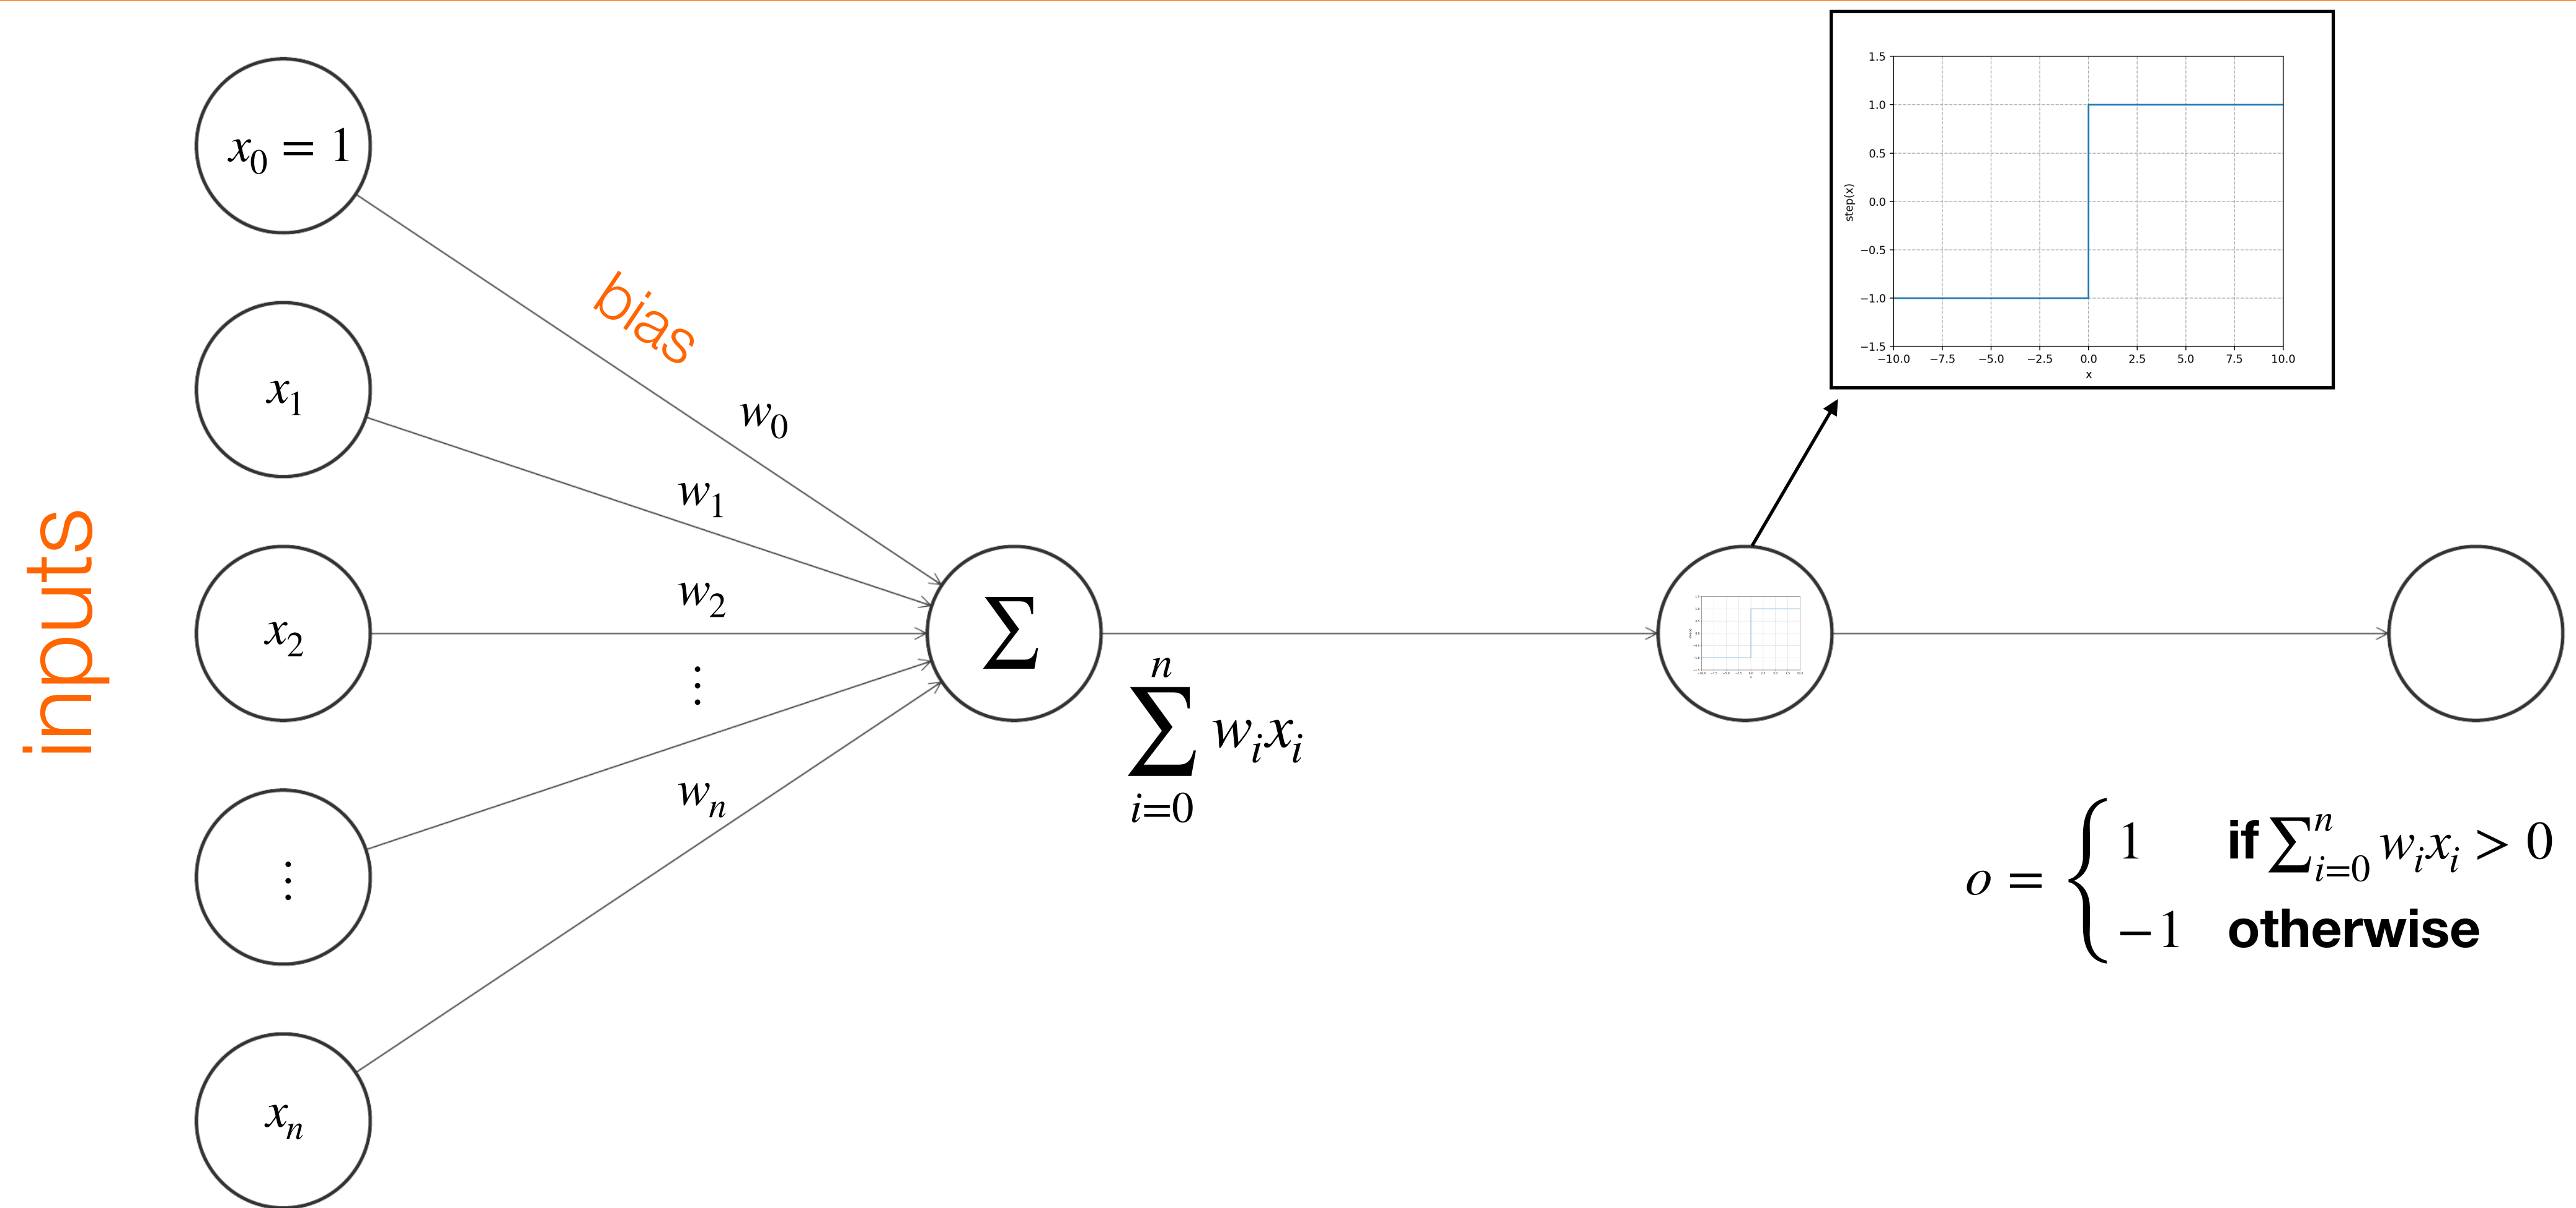 inputs
x₀ = 1
x₁
x₂
⋮
xₙ
bias
w₀
w₁
w₂
⋮
wₙ
Σ
n
∑ wᵢxᵢ
i=0
1.5
1.0
0.5
0.0
−0.5
−1.0
−1.5
step(x)
−10.0 −7.5 −5.0 −2.5 0.0 2.5 5.0 7.5 10.0
x
o = {
1 if ∑ⁿᵢ₌₀ wᵢxᵢ > 0
−1 otherwise